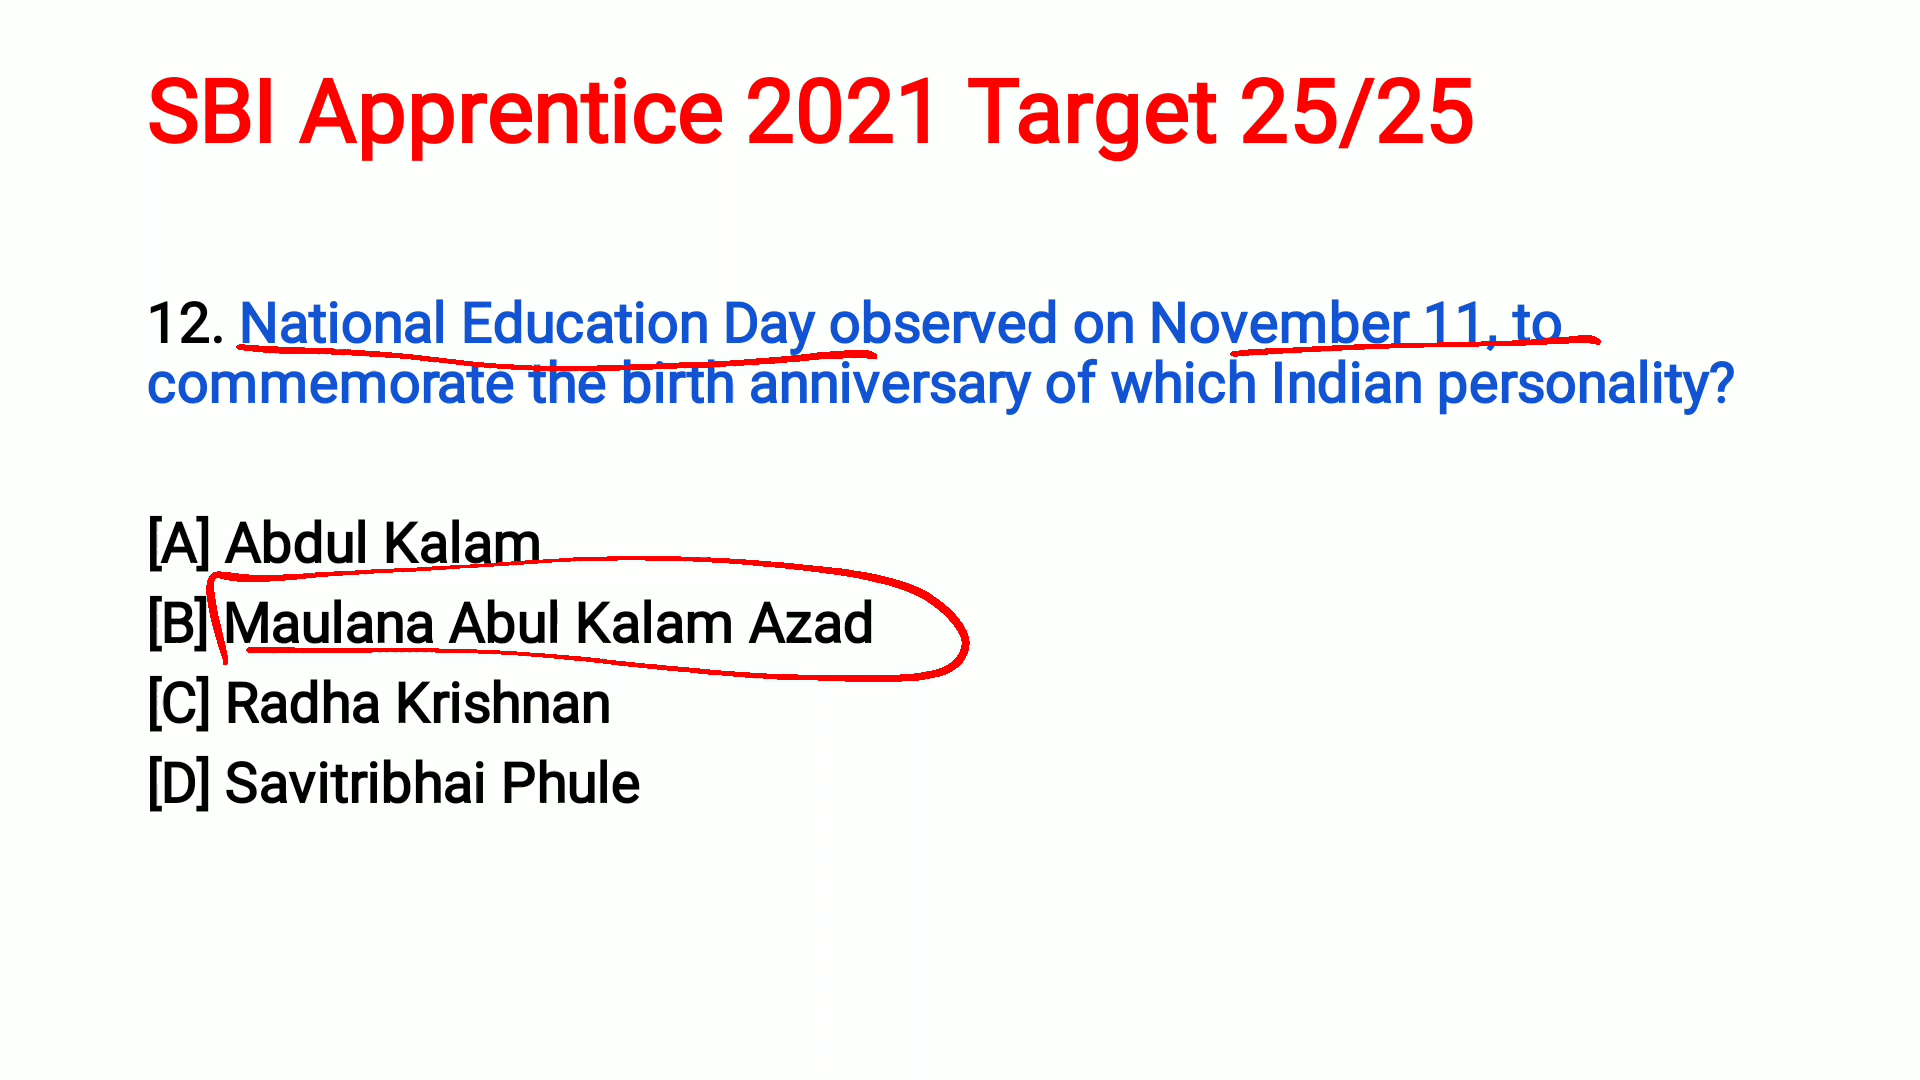 SBI Apprentice 2021 Target 25/25
12. National Education Day observed on November 11, to
commemorate the birth anniversary of which Indian personality?
[A] Abdul Kalam
[B] Maulana Abul Kalam Azad
[C] Radha Krishnan
[D] Savitribhai Phule